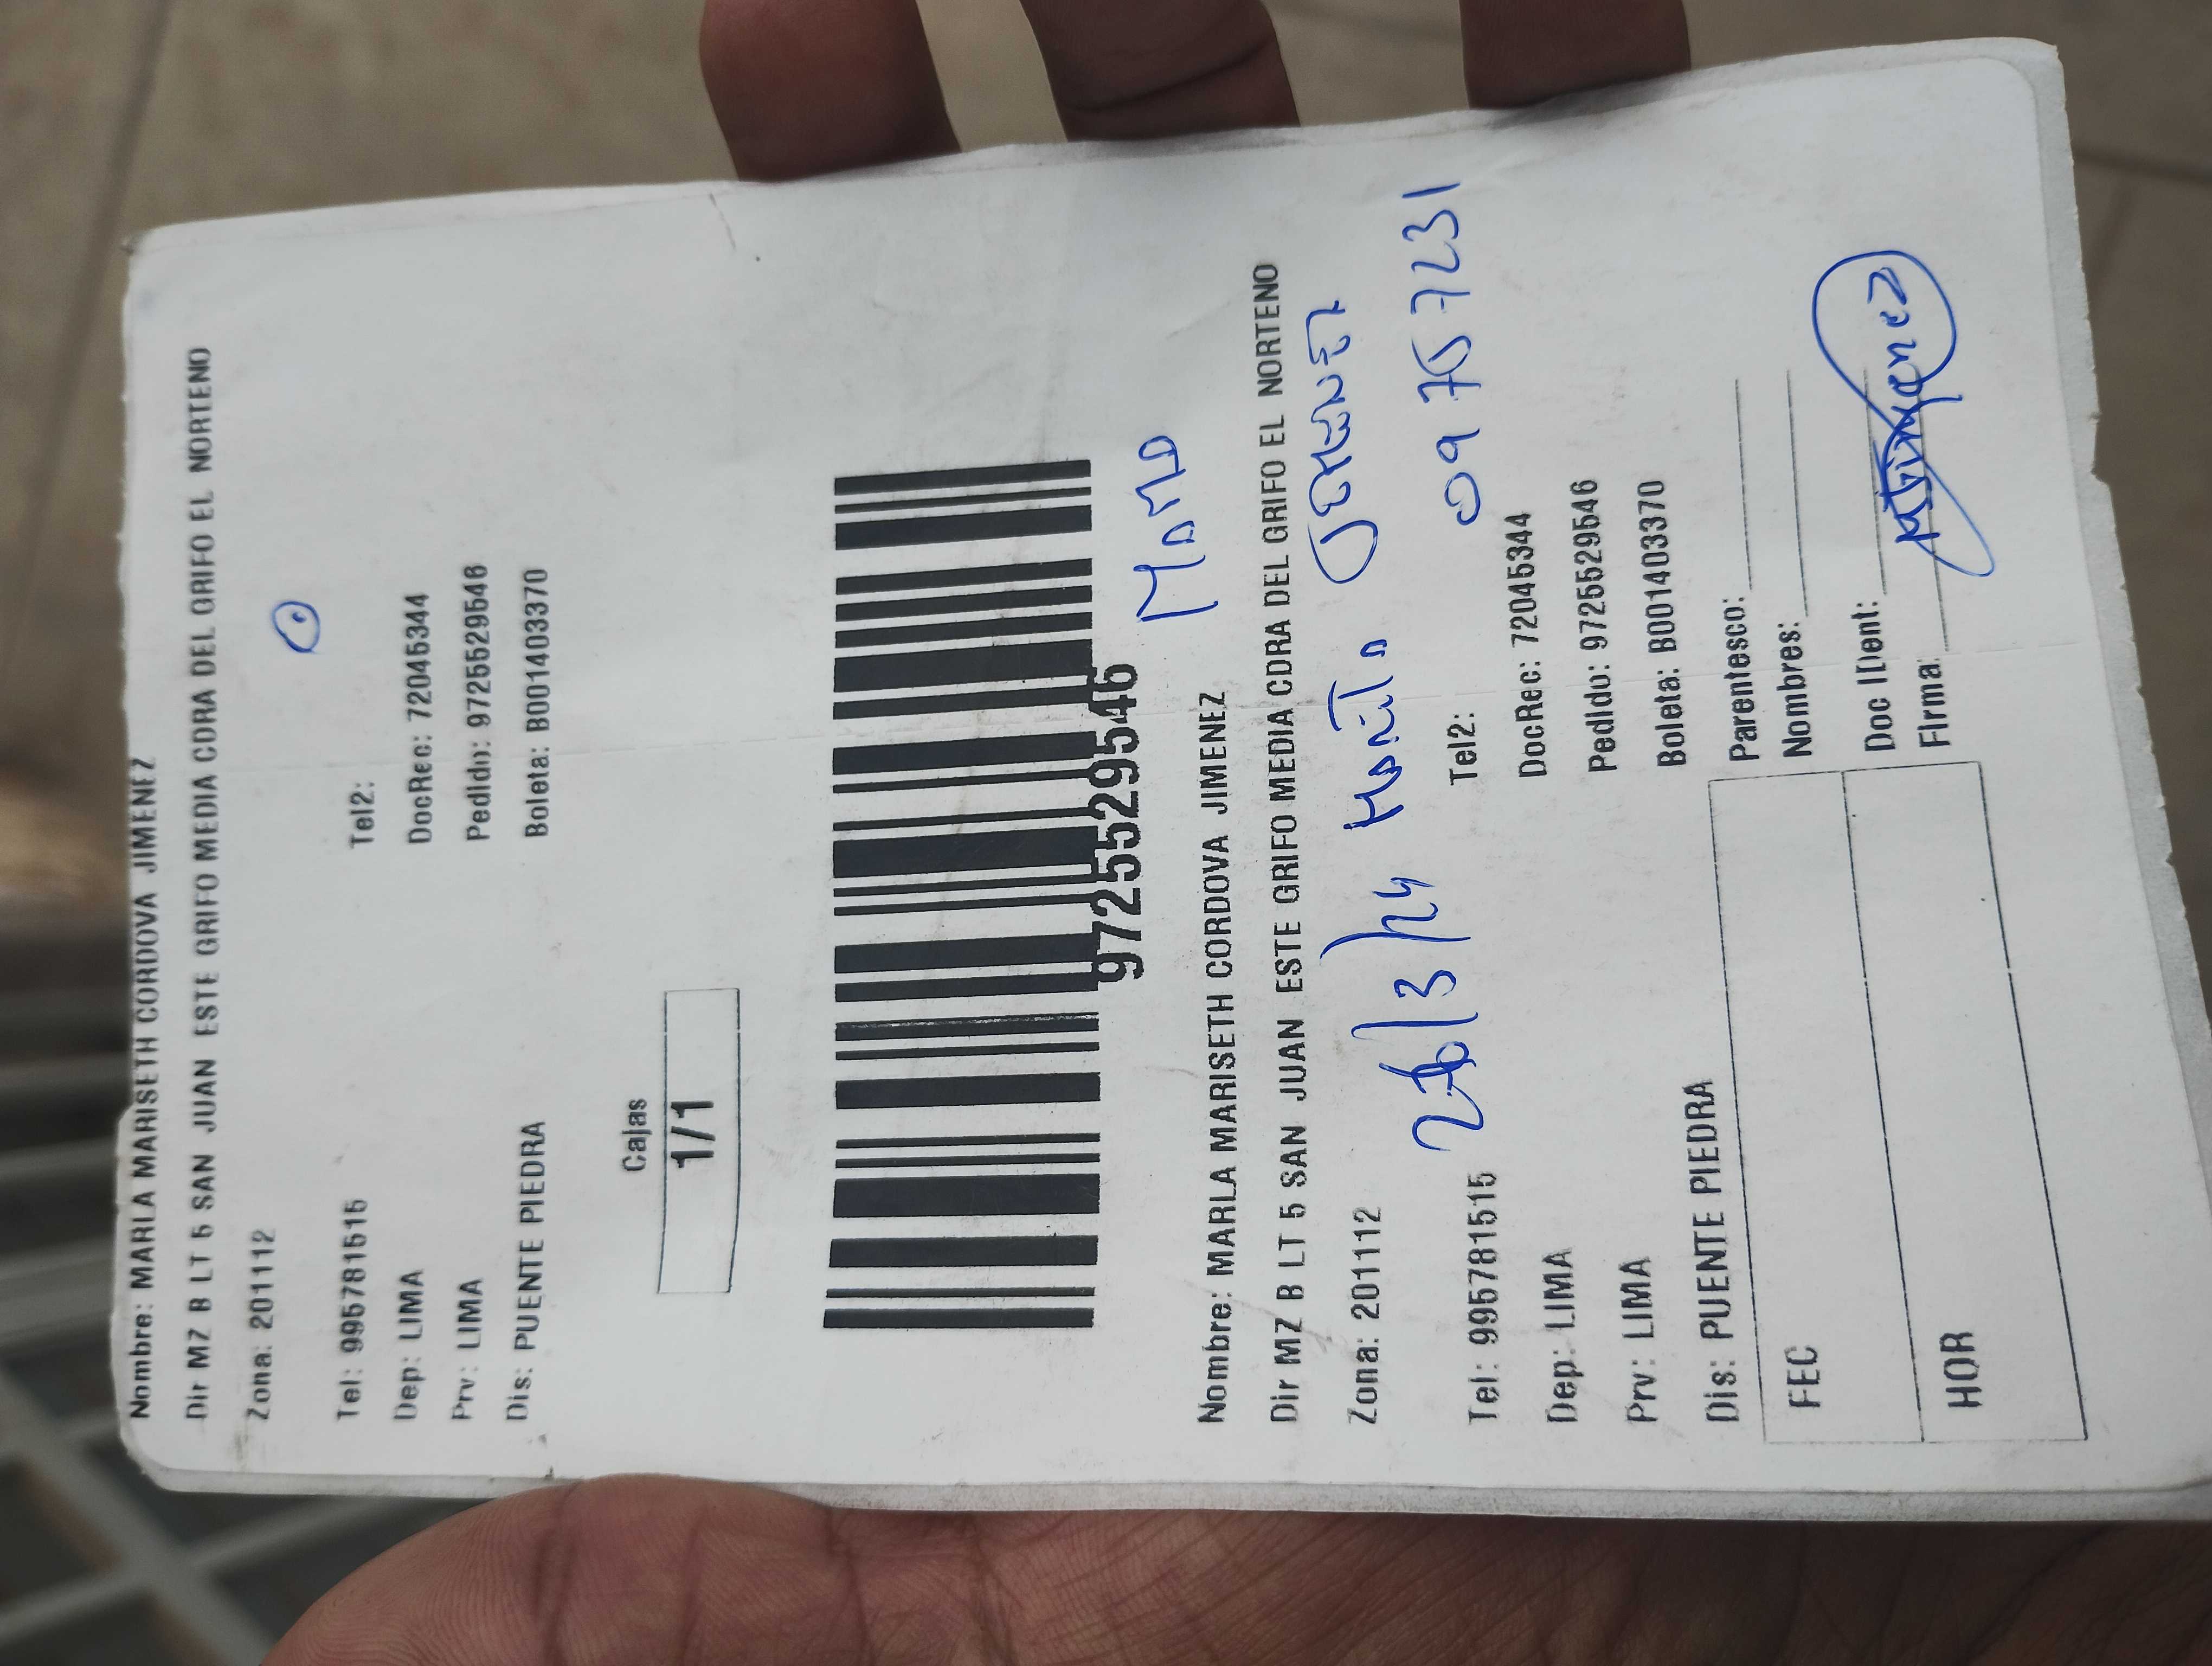 Nombre: MARLA MARISETH CORDOVA JIMENEZ
Dir MZ B LT 5 SAN JUAN ESTE GRIFO MEDIA CDRA DEL GRIFO EL NORTENO
Zona: 201112
Tel: 995781515 Tel2:
Dep: LIMA DocRec: 72045344
Prv: LIMA Pedido: 9725529546
Dis: PUENTE PIEDRA Boleta: B001403370
Cajas
1/1
9725529546
Nombre: MARLA MARISETH CORDOVA JIMENEZ
Dir MZ B LT 5 SAN JUAN ESTE GRIFO MEDIA CDRA DEL GRIFO EL NORTENO
Zona: 201112
Tel: 995781515 Tel2:
09757231
Dep: LIMA DocRec: 72045344
Prv: LIMA Pedido: 9725529546
Dis: PUENTE PIEDRA Boleta: B001403370
FEC
HOR
Parentesco:
Nombres:
Doc IDent:
Firma: